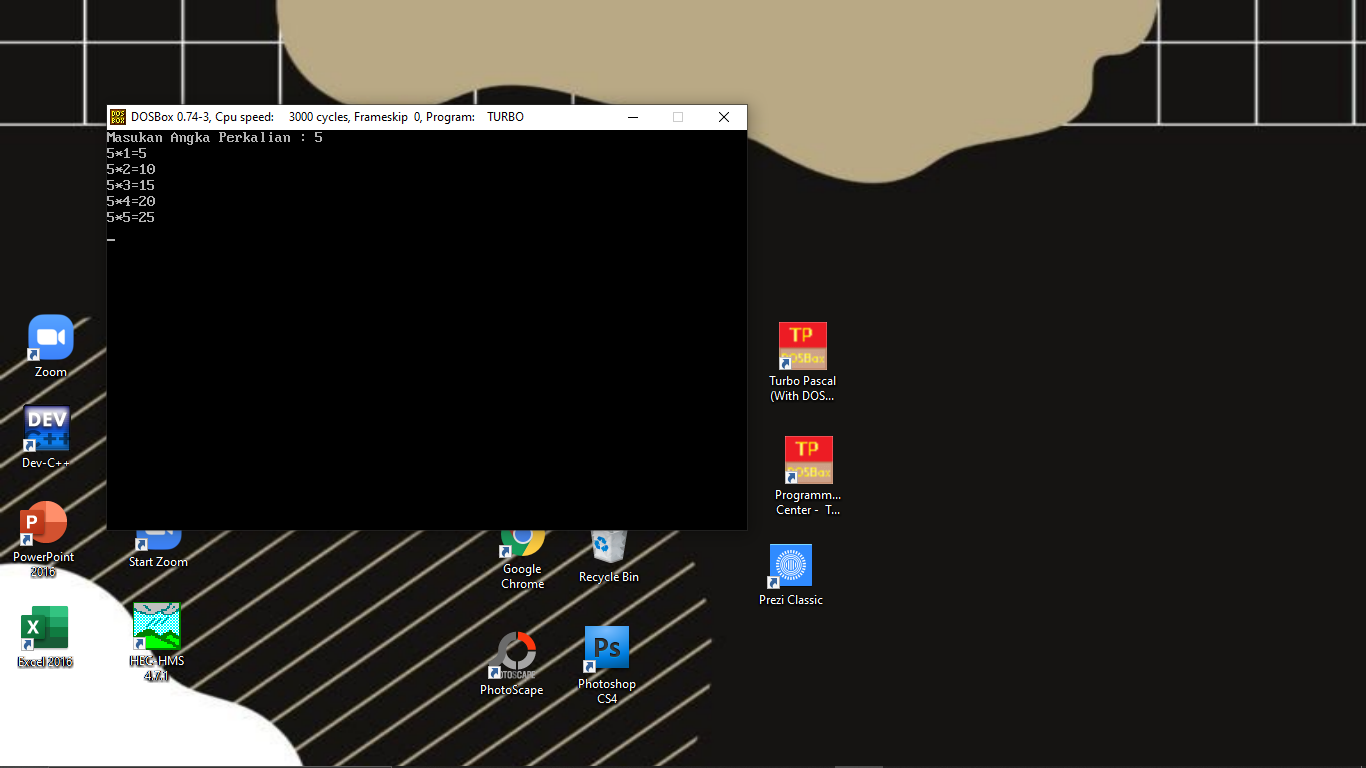 DOSBox 0.74-3, Cpu speed: 3000 cycles, Frameskip 0, Program: TURBO
Masukan Angka Perkalian : 5
5*1=5
5*2=10
5*3=15
5*4=20
5*5=25
_
Zoom
DEV
C++
Dev-C++
P
PowerPoint
2016
Start Zoom
X
Excel 2016
HEC-HMS
4.7.1
Google
Chrome
Recycle Bin
PHOTOSCAPE
PhotoScape
Ps
Photoshop
CS4
TP
DOSBox
Turbo Pascal
(With DOS...
TP
DOSBox
Programm...
Center - T...
Prezi Classic